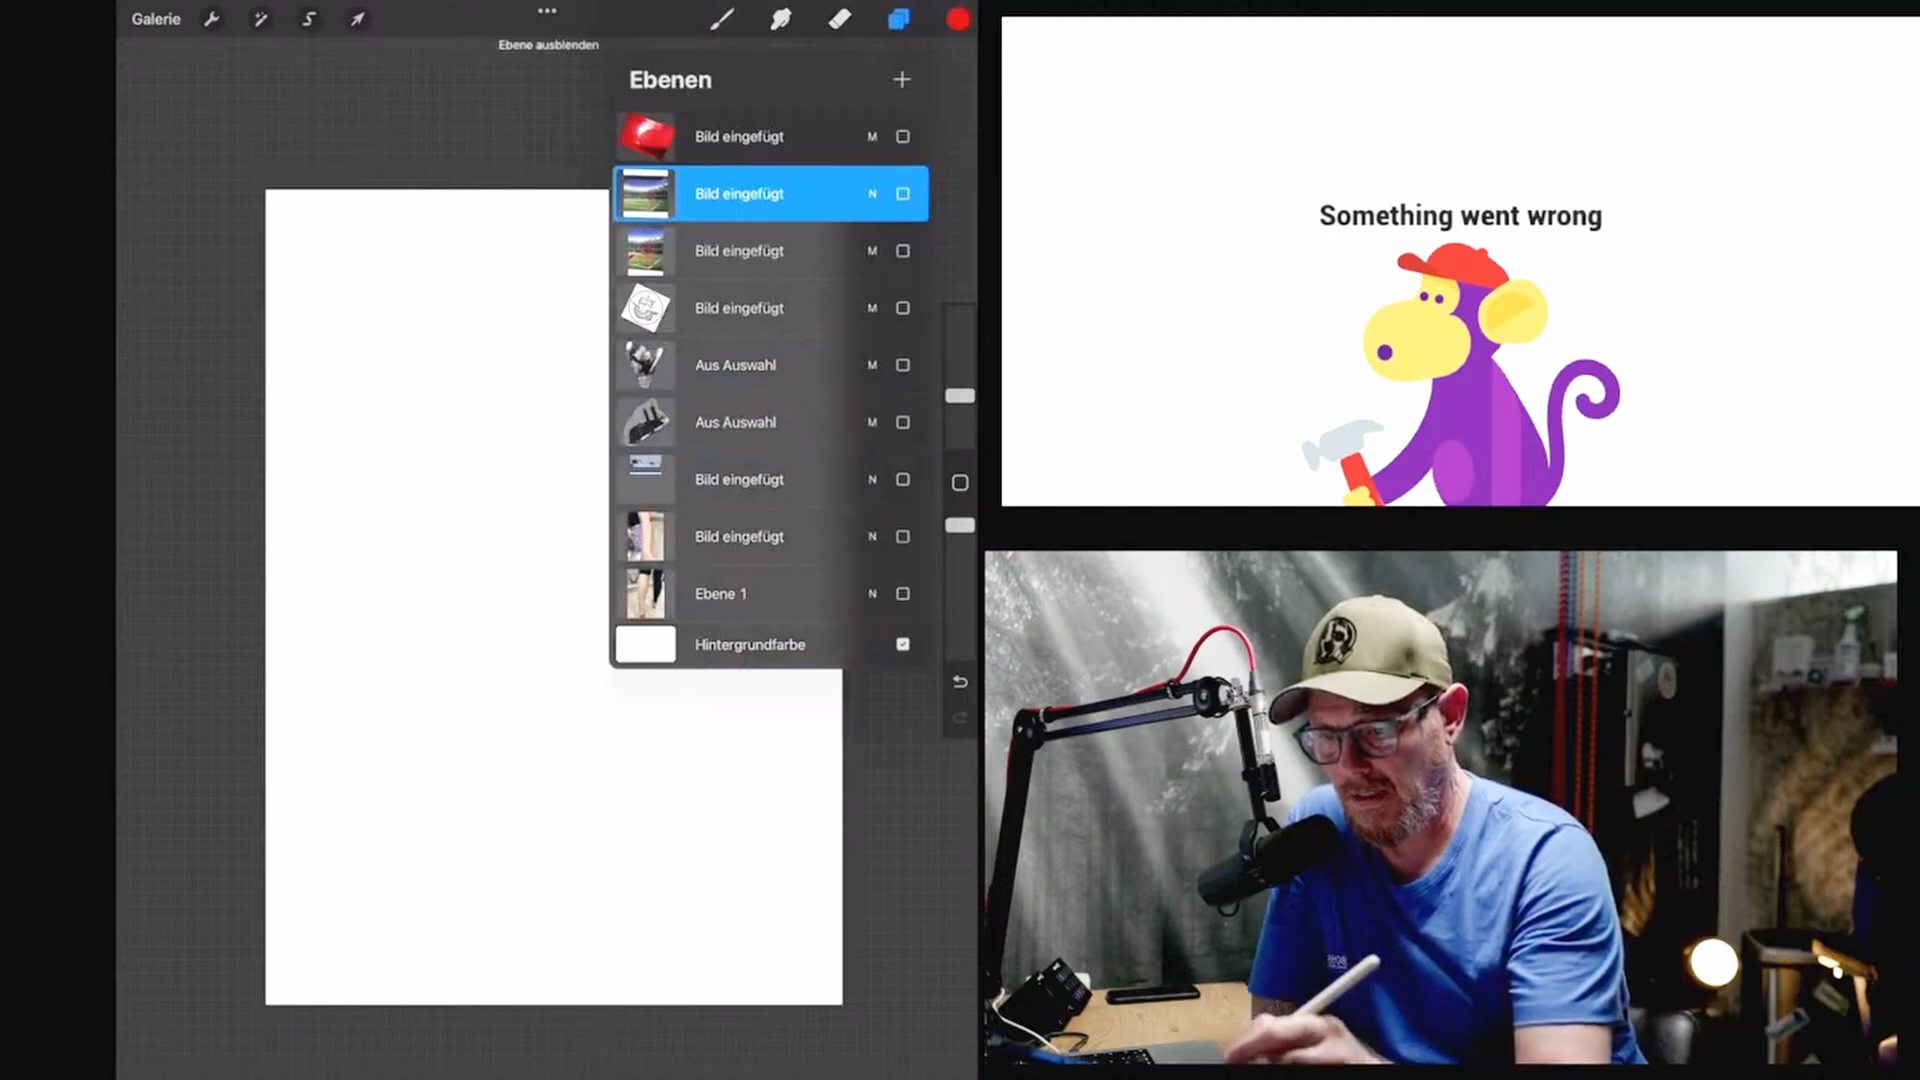 Galerie
Ebene ausblenden
Ebenen
Bild eingefügt M
Bild eingefügt N
Bild eingefügt M
Bild eingefügt M
Aus Auswahl M
Aus Auswahl M
Bild eingefügt N
Bild eingefügt N
Ebene 1 N
Hintergrundfarbe
Something went wrong